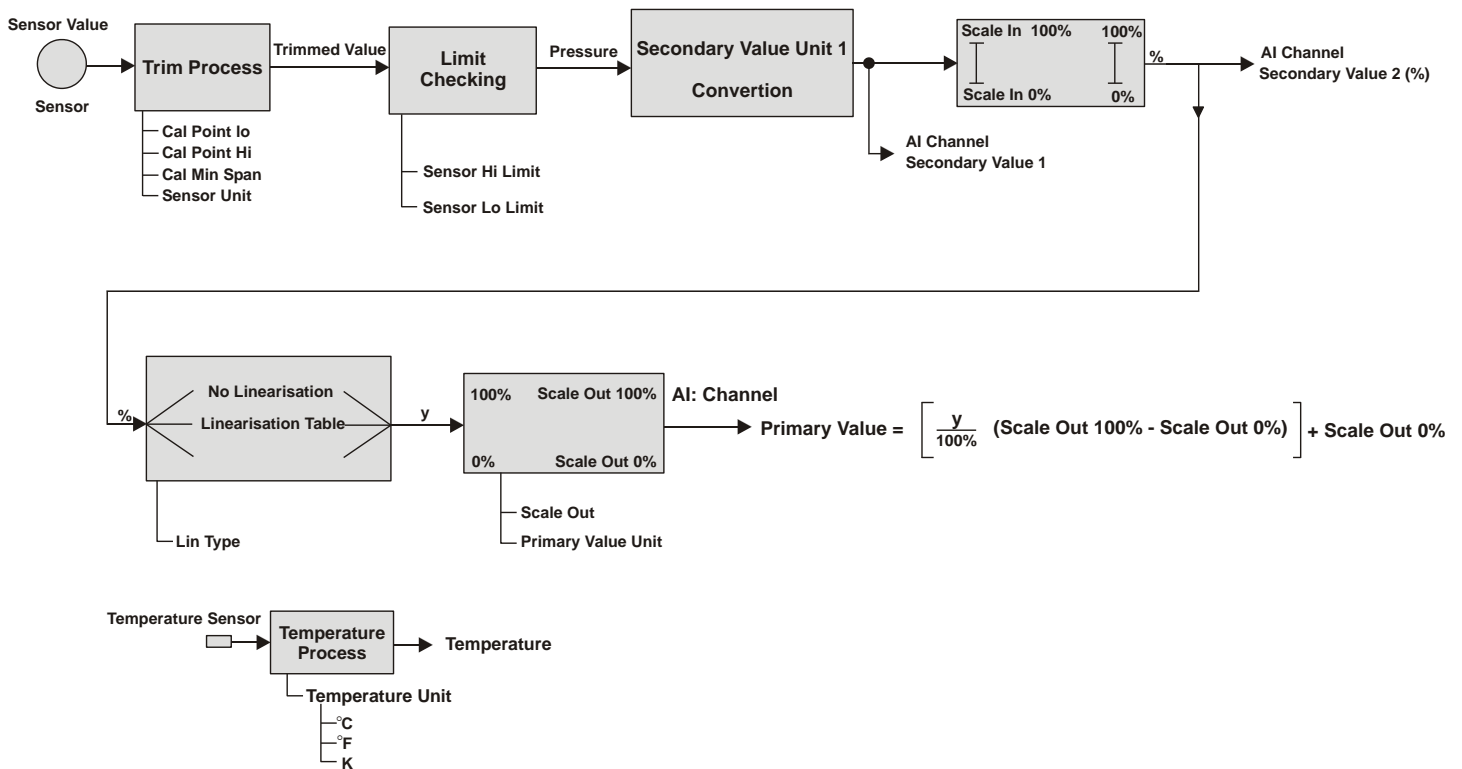 Sensor Value
Sensor
Trim Process
Cal Point lo
Cal Point Hi
Cal Min Span
Sensor Unit
Trimmed Value
Limit
Checking
Sensor Hi Limit
Sensor Lo Limit
Pressure
Secondary Value Unit 1
Convertion
AI Channel
Secondary Value 1
Scale In 100% 100%
Scale In 0% 0%
%
AI Channel
Secondary Value 2 (%)
%
No Linearisation
Linearisation Table
Lin Type
y
100% Scale Out 100%
0% Scale Out 0%
Scale Out
Primary Value Unit
AI: Channel
Primary Value = [ y / 100% (Scale Out 100% - Scale Out 0%) ] + Scale Out 0%
Temperature Sensor
Temperature
Process
Temperature
Temperature Unit
°C
°F
K